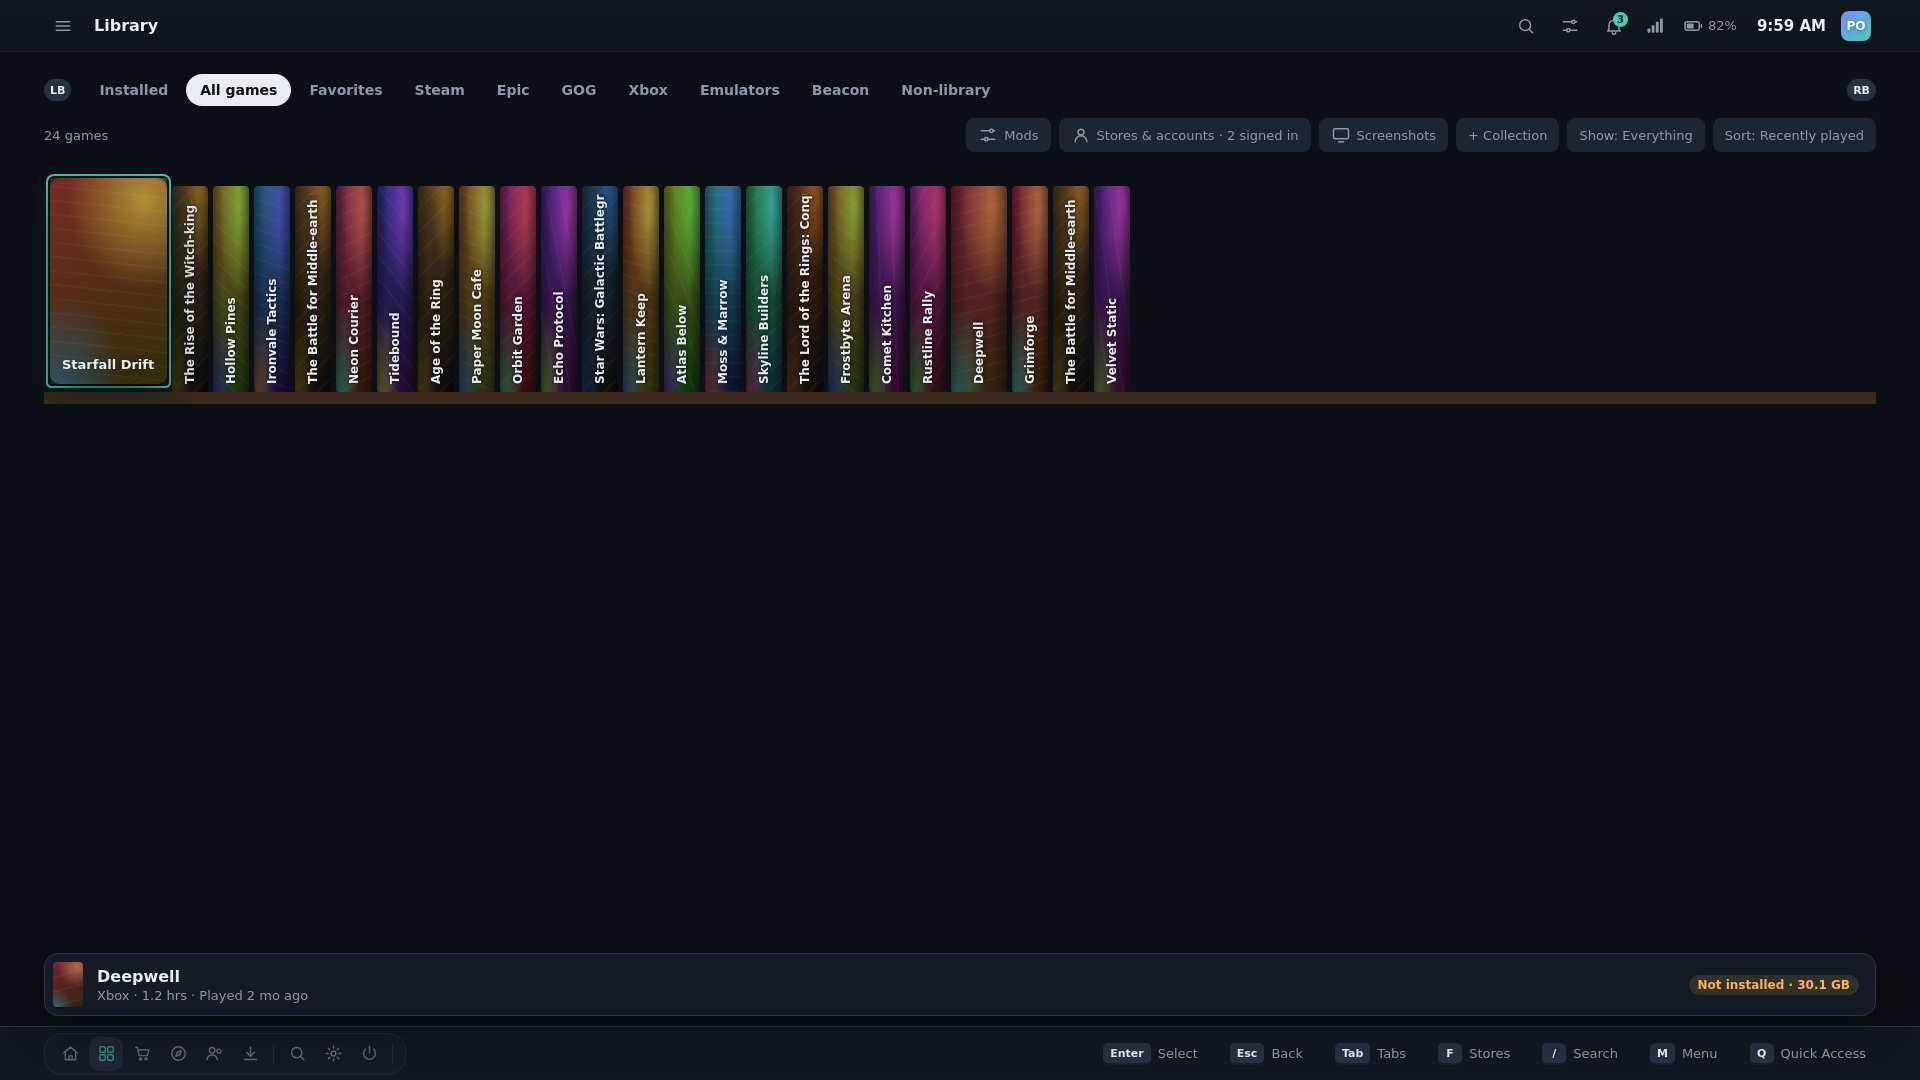 Library
3
82%
9:59 AM
PO
LB
Installed
All games
Favorites
Steam
Epic
GOG
Xbox
Emulators
Beacon
Non-library
RB
24 games
Mods
Stores & accounts · 2 signed in
Screenshots
+ Collection
Show: Everything
Sort: Recently played
Starfall Drift
The Rise of the Witch-king
Hollow Pines
Ironvale Tactics
The Battle for Middle-earth
Neon Courier
Tidebound
Age of the Ring
Paper Moon Cafe
Orbit Garden
Echo Protocol
Star Wars: Galactic Battlegr
Lantern Keep
Atlas Below
Moss & Marrow
Skyline Builders
The Lord of the Rings: Conq
Frostbyte Arena
Comet Kitchen
Rustline Rally
Deepwell
Grimforge
The Battle for Middle-earth
Velvet Static
Deepwell
Xbox · 1.2 hrs · Played 2 mo ago
Not installed · 30.1 GB
Enter Select
Esc Back
Tab Tabs
F Stores
/ Search
M Menu
Q Quick Access